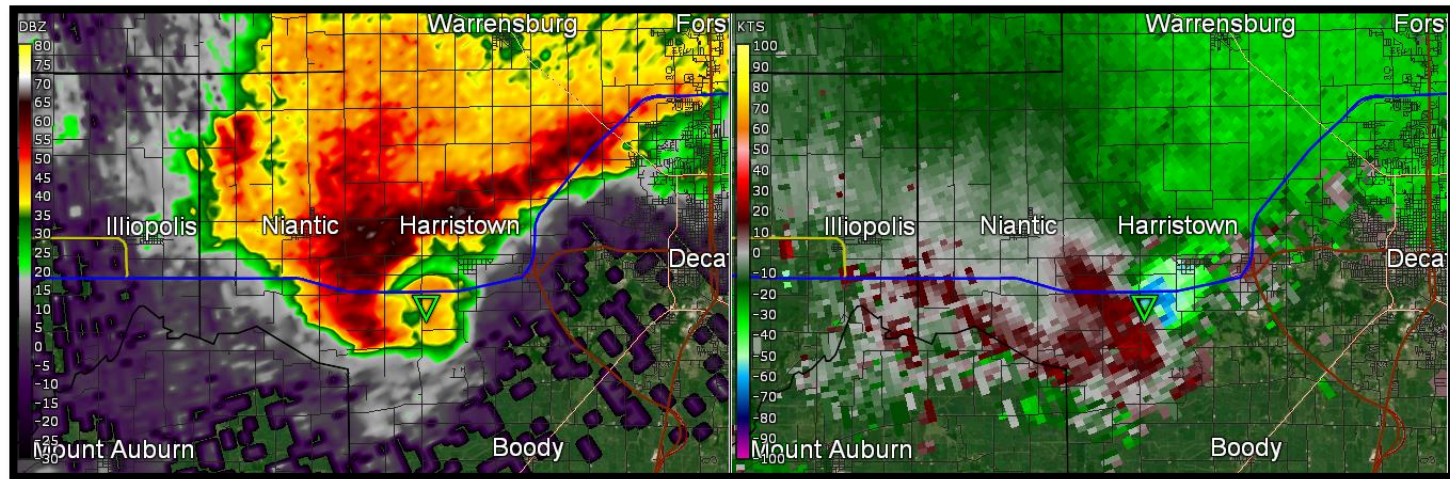 DBZ
80
75
70
65
60
55
50
45
40
35
30
25
20
15
10
5
0
-5
-10
-15
-20
-25
-30
Warrensburg
Fors
Illiopolis
Niantic
Harristown
Decat
Mount Auburn
Boody
KTS
100
90
80
70
60
50
40
30
20
10
0
-10
-20
-30
-40
-50
-60
-70
-80
-90
-100
Warrensburg
Fors
Illiopolis
Niantic
Harristown
Decat
Mount Auburn
Boody